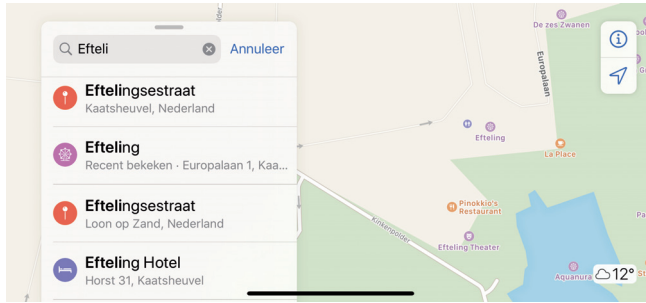 Efteli
Annuleer
Eftelingsestraat
Kaatsheuvel, Nederland
Efteling
Recent bekeken · Europalaan 1, Kaa...
Eftelingsestraat
Loon op Zand, Nederland
Efteling Hotel
Horst 31, Kaatsheuvel
De zes Zwanen
Europalaan
Efteling
La Place
Pinokkio's
Restaurant
Kinkenpolder
Efteling Theater
Aquanura
12°